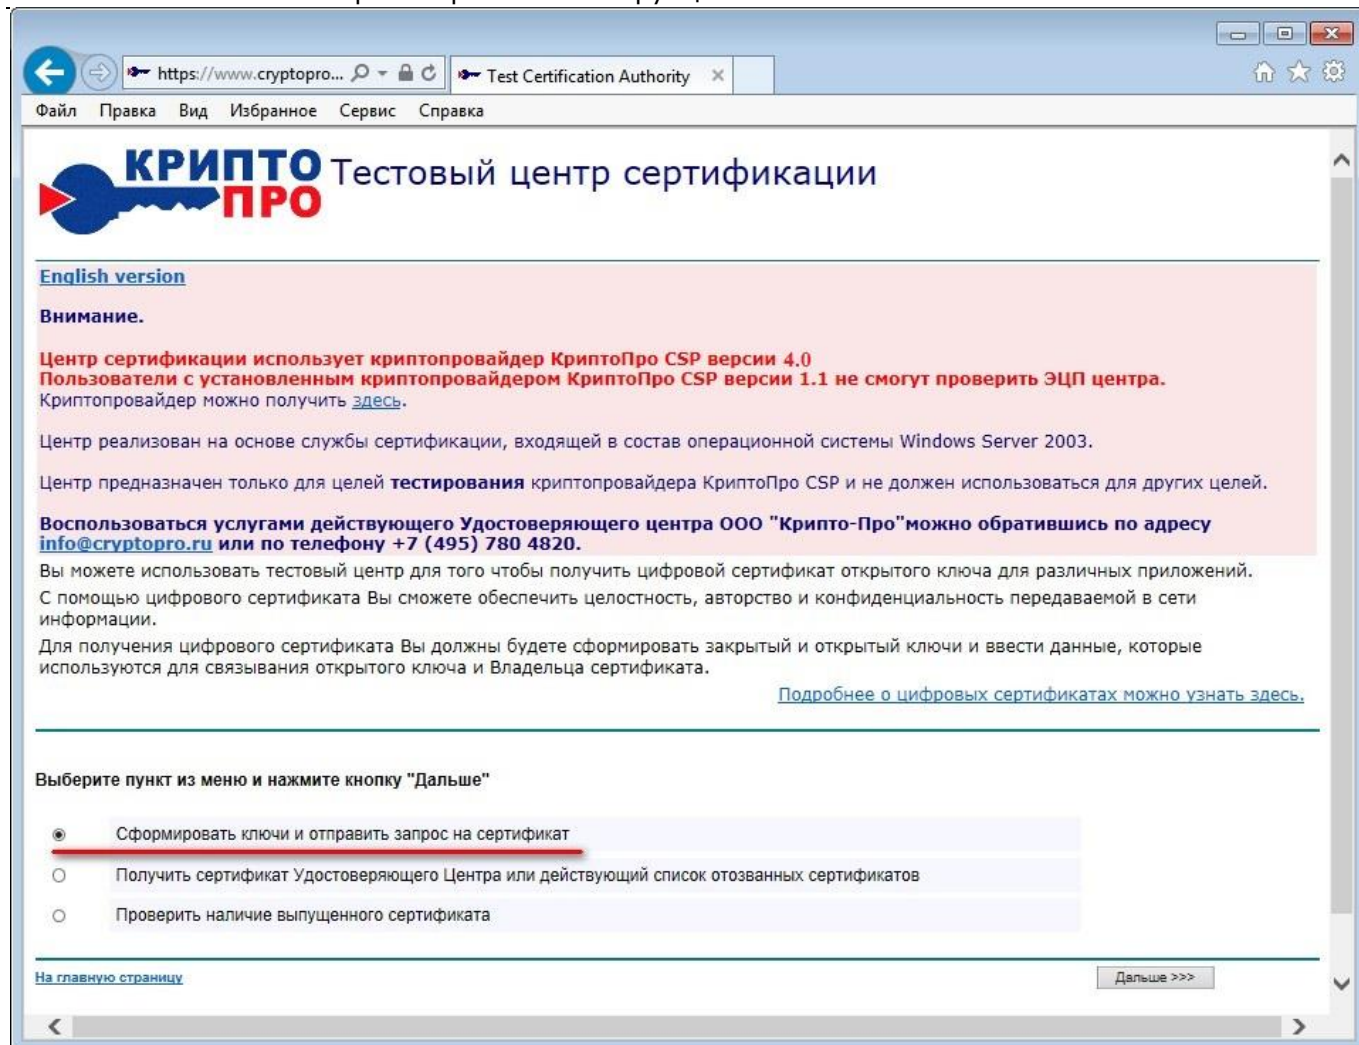 https://www.cryptopro...
Test Certification Authority
Файл Правка Вид Избранное Сервис Справка
КРИПТО
ПРО
Тестовый центр сертификации
English version
Внимание.
Центр сертификации использует криптопровайдер КриптоПро CSP версии 4.0
Пользователи с установленным криптопровайдером КриптоПро CSP версии 1.1 не смогут проверить ЭЦП центра.
Криптопровайдер можно получить здесь.
Центр реализован на основе службы сертификации, входящей в состав операционной системы Windows Server 2003.
Центр предназначен только для целей тестирования криптопровайдера КриптоПро CSP и не должен использоваться для других целей.
Воспользоваться услугами действующего Удостоверяющего центра ООО "Крипто-Про"можно обратившись по адресу
info@cryptopro.ru или по телефону +7 (495) 780 4820.
Вы можете использовать тестовый центр для того чтобы получить цифровой сертификат открытого ключа для различных приложений.
С помощью цифрового сертификата Вы сможете обеспечить целостность, авторство и конфиденциальность передаваемой в сети
информации.
Для получения цифрового сертификата Вы должны будете сформировать закрытый и открытый ключи и ввести данные, которые
используются для связывания открытого ключа и Владельца сертификата.
Подробнее о цифровых сертификатах можно узнать здесь.
Выберите пункт из меню и нажмите кнопку "Дальше"
Сформировать ключи и отправить запрос на сертификат
Получить сертификат Удостоверяющего Центра или действующий список отозванных сертификатов
Проверить наличие выпущенного сертификата
На главную страницу
Дальше >>>